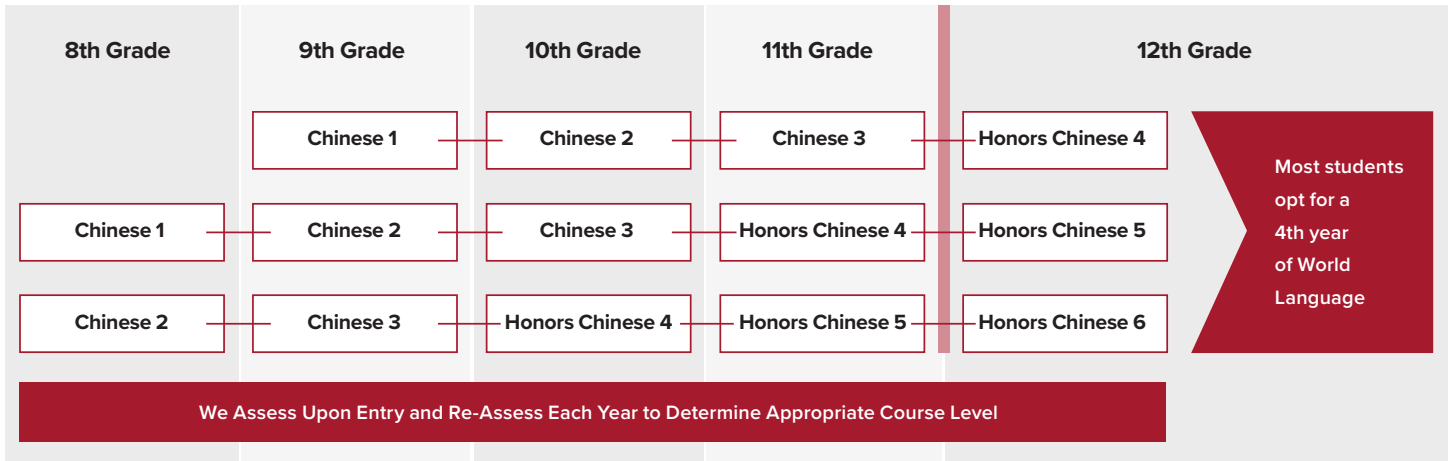 8th Grade 9th Grade 10th Grade 11th Grade 12th Grade
Chinese 1 Chinese 2 Chinese 3 Honors Chinese 4
Chinese 1 Chinese 2 Chinese 3 Honors Chinese 4 Honors Chinese 5
Chinese 2 Chinese 3 Honors Chinese 4 Honors Chinese 5 Honors Chinese 6
Most students
opt for a
4th year
of World
Language
We Assess Upon Entry and Re-Assess Each Year to Determine Appropriate Course Level